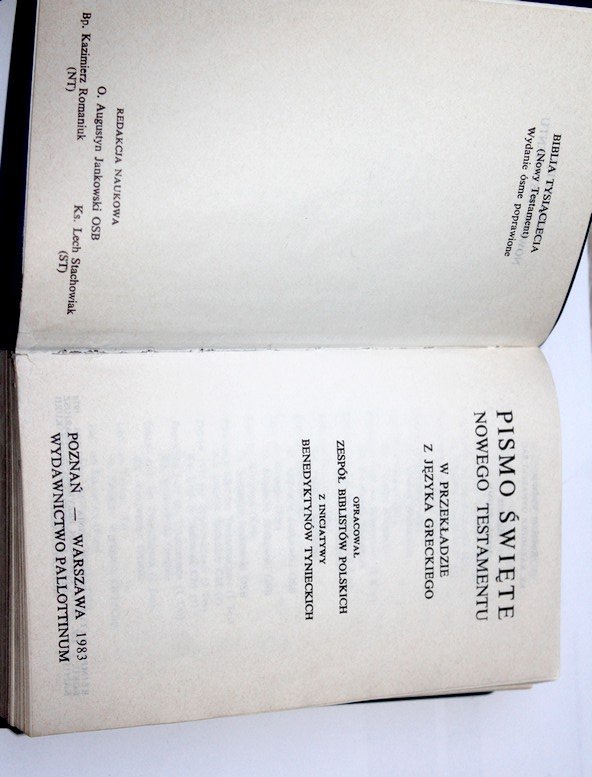 BIBLIA TYSIĄCLECIA
(Nowy Testament)
Wydanie ósme poprawione
REDAKCJA NAUKOWA
O. Augustyn Jankowski OSB
Bp. Kazimierz Romaniuk
(NT)
Ks. Lech Stachowiak
(ST)
PISMO ŚWIĘTE
NOWEGO TESTAMENTU
W PRZEKŁADZIE
Z JĘZYKA GRECKIEGO
OPRACOWAŁ
ZESPÓŁ BIBLISTÓW POLSKICH
Z INICJATYWY
BENEDYKTYNÓW TYNIECKICH
POZNAŃ — WARSZAWA 1983
WYDAWNICTWO PALLOTTINUM